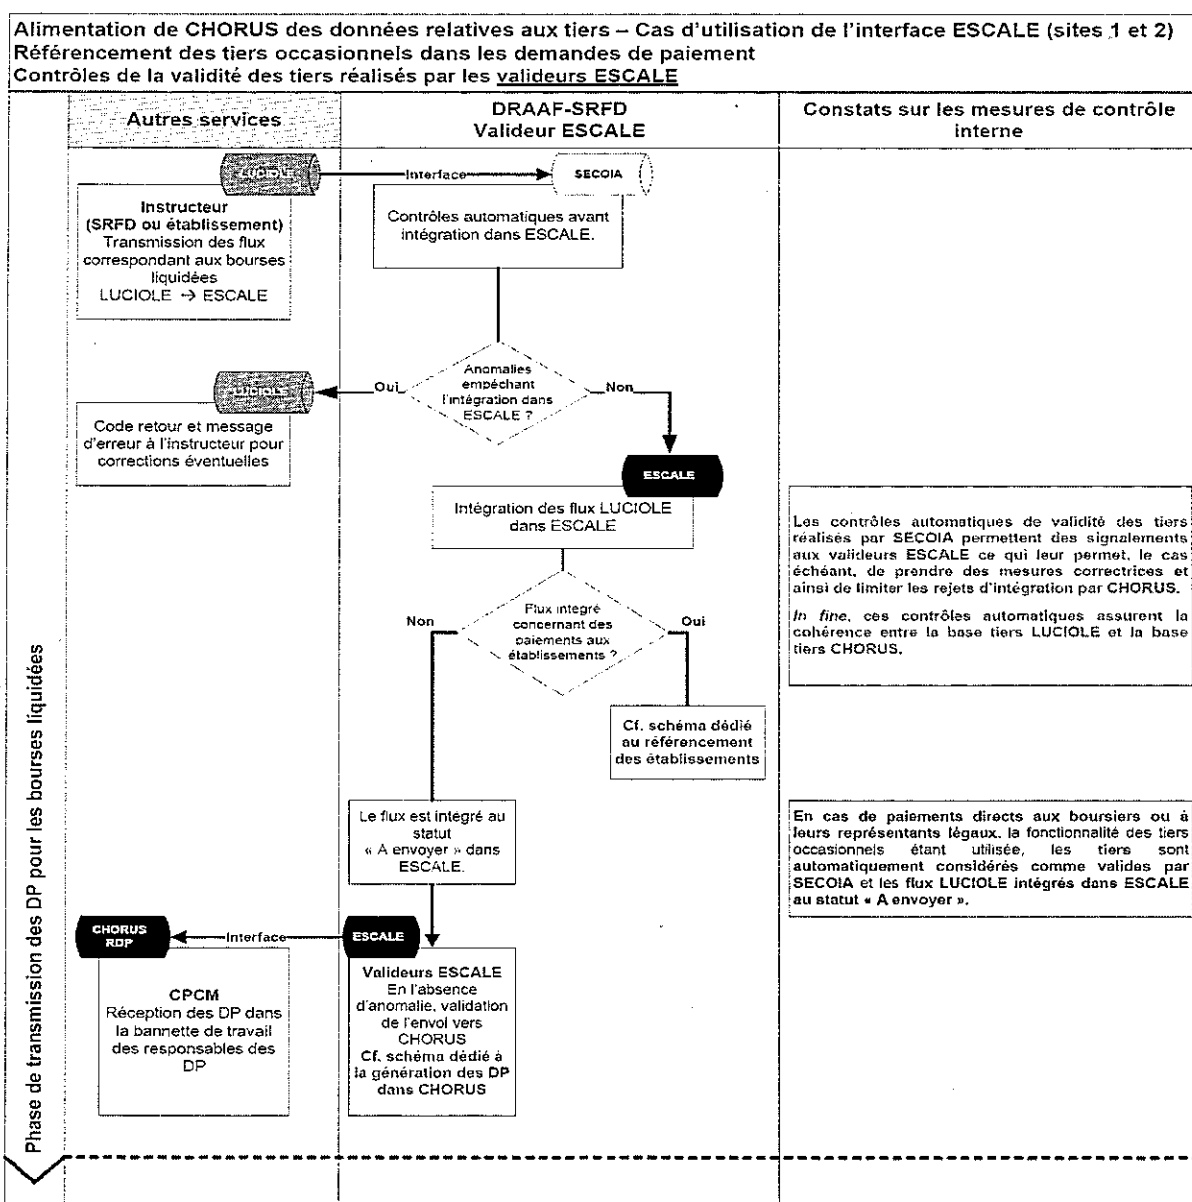 Alimentation de CHORUS des données relatives aux tiers – Cas d'utilisation de l'interface ESCALE (sites 1 et 2)
Référencement des tiers occasionnels dans les demandes de paiement
Contrôles de la validité des tiers réalisés par les valideurs ESCALE
Autres services
DRAAF-SRFD
Valideur ESCALE
Constats sur les mesures de contrôle
interne
LUCIOLE
Interface
SECOIA
Instructeur
(SRFD ou établissement)
Transmission des flux
correspondant aux bourses
liquidées
LUCIOLE → ESCALE
Contrôles automatiques avant
intégration dans ESCALE.
Anomalies
empêchant
l'intégration dans
ESCALE ?
Oui
Non
LUCIOLE
Code retour et message
d'erreur à l'instructeur pour
corrections éventuelles
ESCALE
Intégration des flux LUCIOLE
dans ESCALE
Les contrôles automatiques de validité des tiers
réalisés par SECOIA permettent des signalements
aux valideurs ESCALE ce qui leur permet, le cas
échéant, de prendre des mesures correctrices et
ainsi de limiter les rejets d'intégration par CHORUS.
In fine, ces contrôles automatiques assurent la
cohérence entre la base tiers LUCIOLE et la base
tiers CHORUS.
Flux intégré
concernant des
paiements aux
établissements ?
Non
Oui
Cf. schéma dédié
au référencement
des établissements
Le flux est intégré au
statut
« A envoyer » dans
ESCALE.
En cas de paiements directs aux boursiers ou à
leurs représentants légaux, la fonctionnalité des tiers
occasionnels étant utilisée, les tiers sont
automatiquement considérés comme valides par
SECOIA et les flux LUCIOLE intégrés dans ESCALE
au statut « A envoyer ».
CHORUS
RDP
Interface
ESCALE
CPCM
Réception des DP dans
la bannette de travail
des responsables des
DP
Valideurs ESCALE
En l'absence
d'anomalie, validation
de l'envoi vers
CHORUS
Cf. schéma dédié à
la génération des DP
dans CHORUS
Phase de transmission des DP pour les bourses liquidées